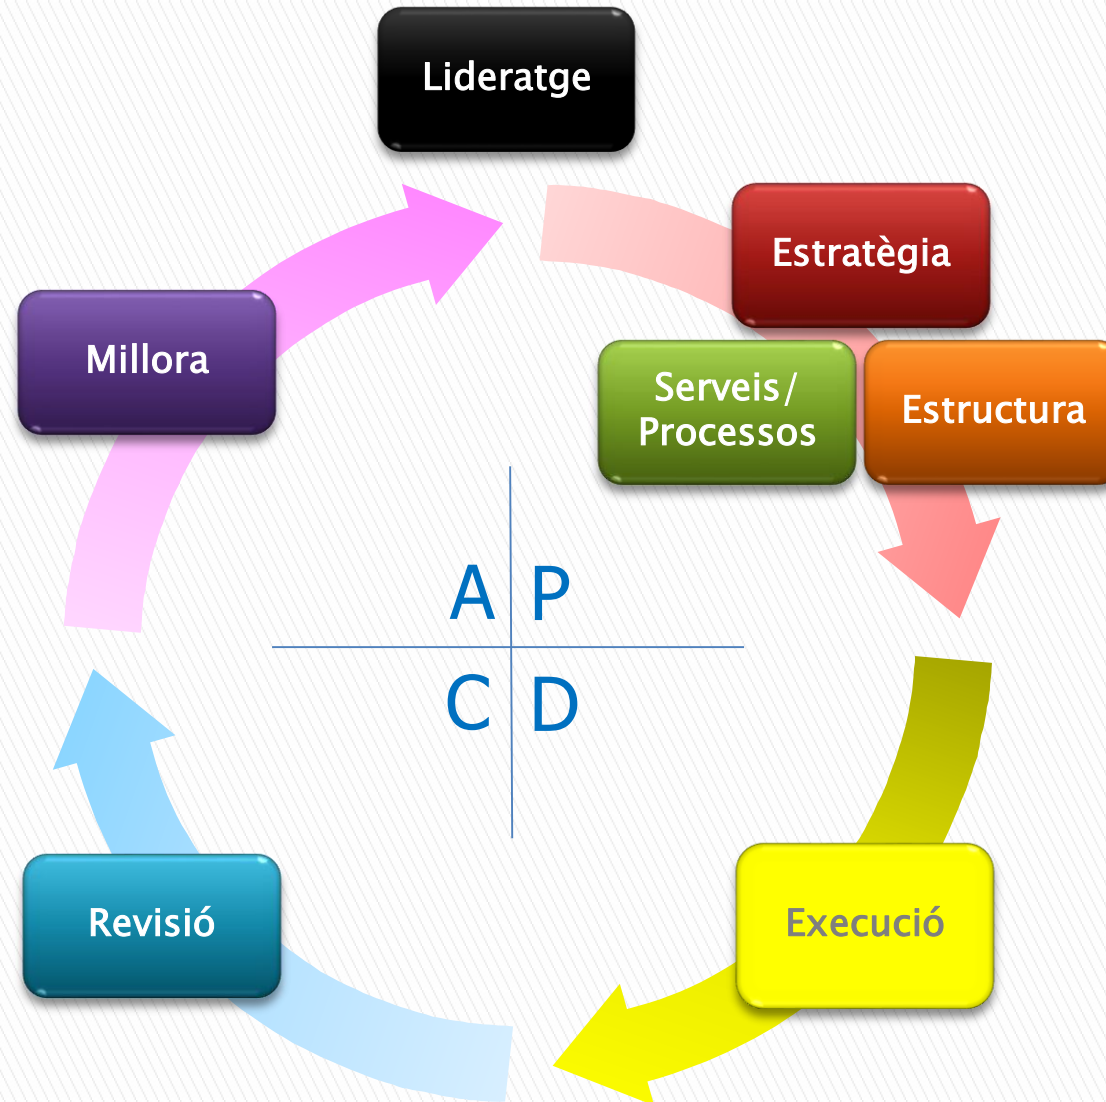 Lideratge
Estratègia
Serveis/
Processos
Estructura
Millora
A P
C D
Revisió
Execució